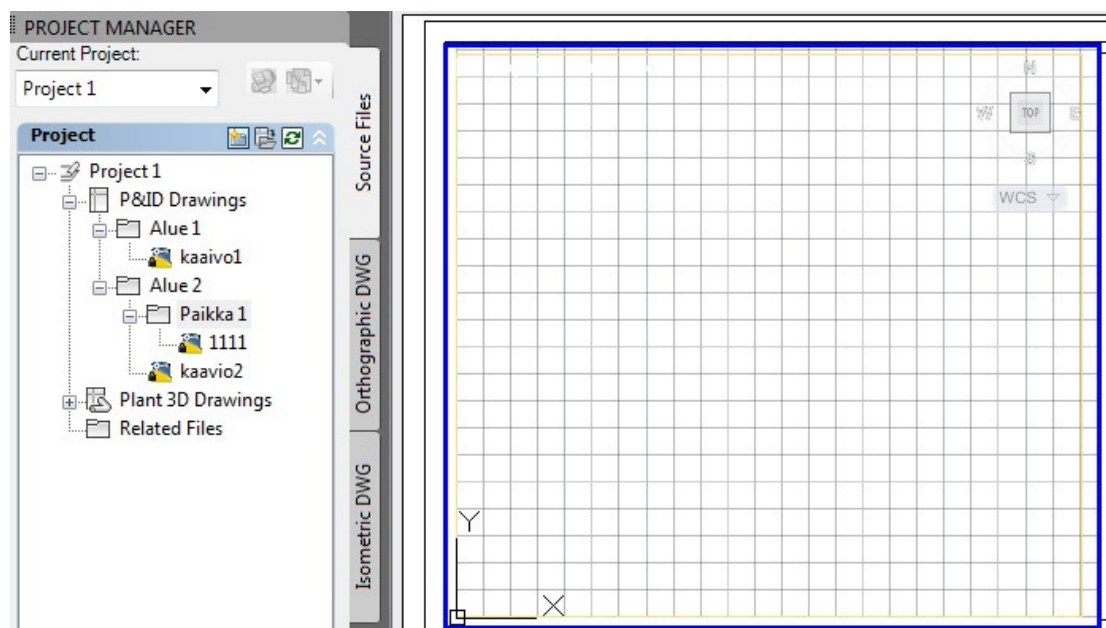 PROJECT MANAGER
Current Project:
Project 1
Project
Project 1
P&ID Drawings
Alue 1
kaaivo1
Alue 2
Paikka 1
1111
kaavio2
Plant 3D Drawings
Related Files
Source Files
Orthographic DWG
Isometric DWG
N
W
TOP
E
S
WCS
Y
X